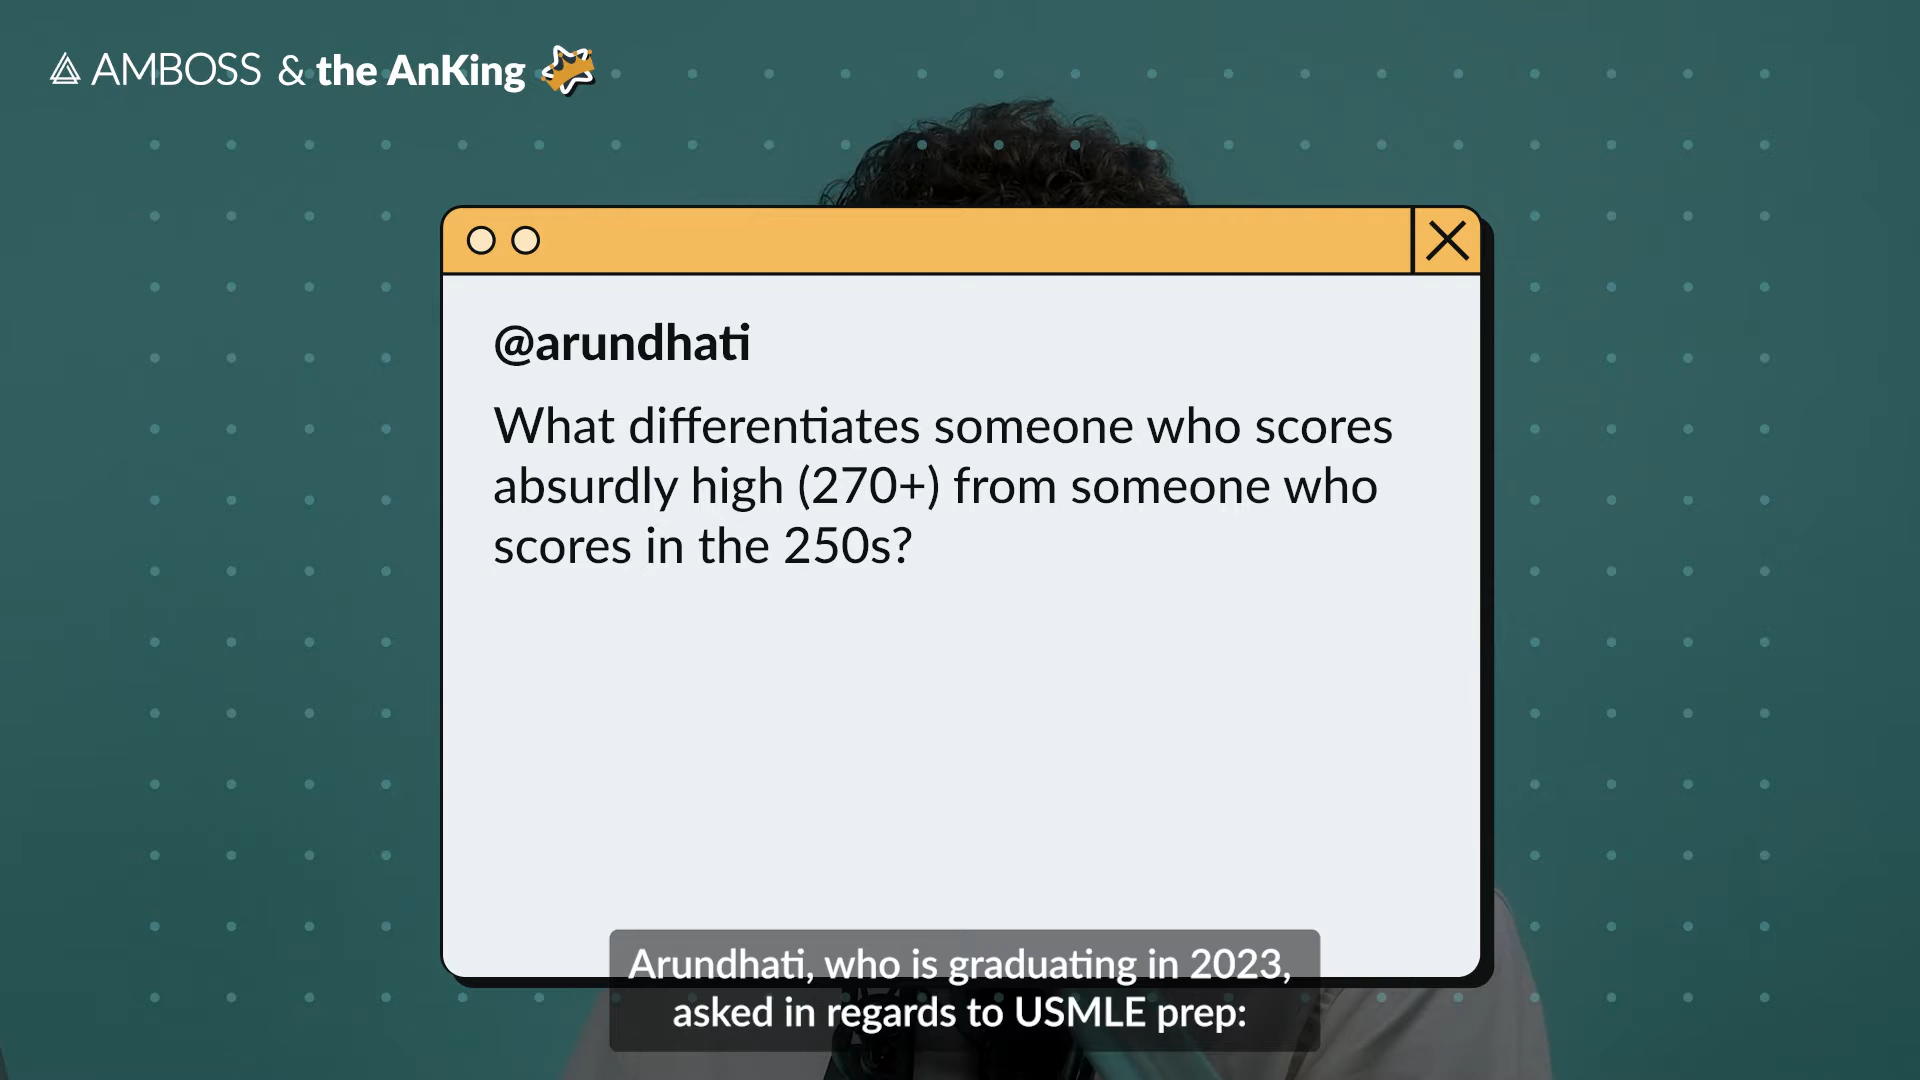 AMBOSS & the AnKing
@arundhati
What differentiates someone who scores
absurdly high (270+) from someone who
scores in the 250s?
Arundhati, who is graduating in 2023,
asked in regards to USMLE prep: